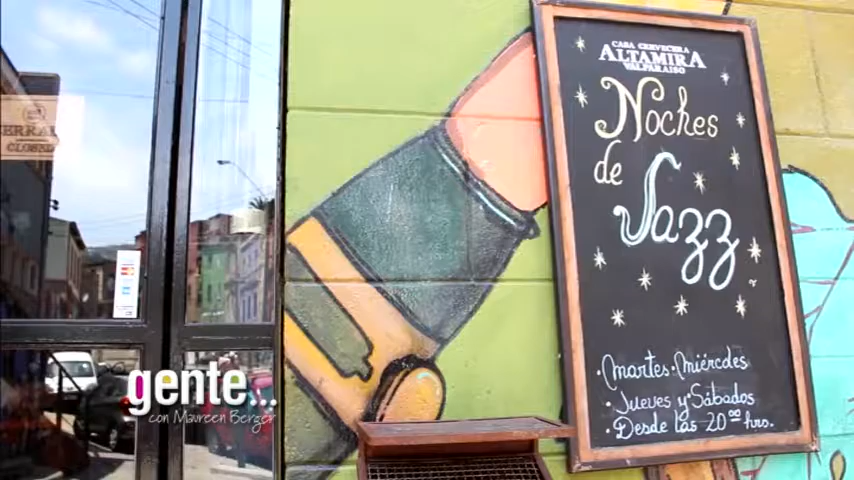 CASA CERVECERA
ALTAMIRA
VALPARAISO
Noches
de
Jazz
Martes · Miércoles
Jueves y Sábados
Desde las 20:00 hrs.
CERRADO
CLOSED
gente...
con Maureen Berger